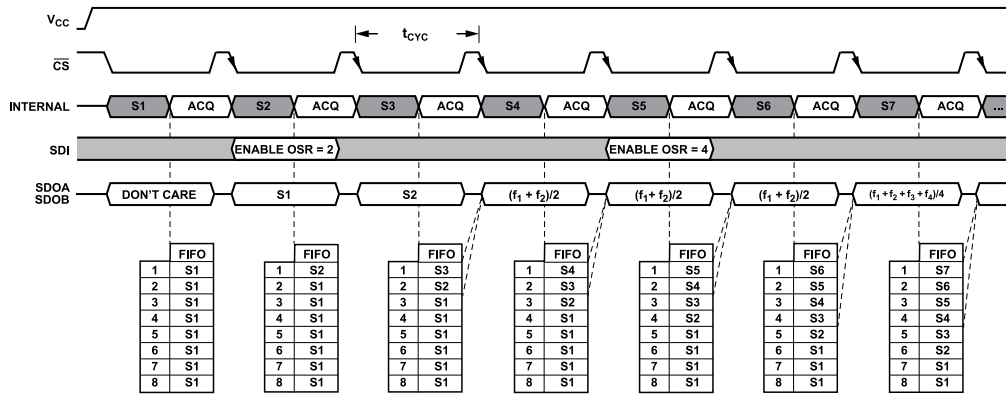 VCC
tCYC
CS
INTERNAL S1 ACQ S2 ACQ S3 ACQ S4 ACQ S5 ACQ S6 ACQ S7 ACQ ...
SDI ENABLE OSR = 2 ENABLE OSR = 4
SDOA
SDOB
DON'T CARE S1 S2 (f1 + f2)/2 (f1+ f2)/2 (f1 + f2)/2 (f1 + f2 + f3 + f4)/4
FIFO FIFO FIFO FIFO FIFO FIFO FIFO
1 S1 1 S2 1 S3 1 S4 1 S5 1 S6 1 S7
2 S1 2 S1 2 S2 2 S3 2 S4 2 S5 2 S6
3 S1 3 S1 3 S1 3 S2 3 S3 3 S4 3 S5
4 S1 4 S1 4 S1 4 S1 4 S2 4 S3 4 S4
5 S1 5 S1 5 S1 5 S1 5 S1 5 S2 5 S3
6 S1 6 S1 6 S1 6 S1 6 S1 6 S1 6 S2
7 S1 7 S1 7 S1 7 S1 7 S1 7 S1 7 S1
8 S1 8 S1 8 S1 8 S1 8 S1 8 S1 8 S1